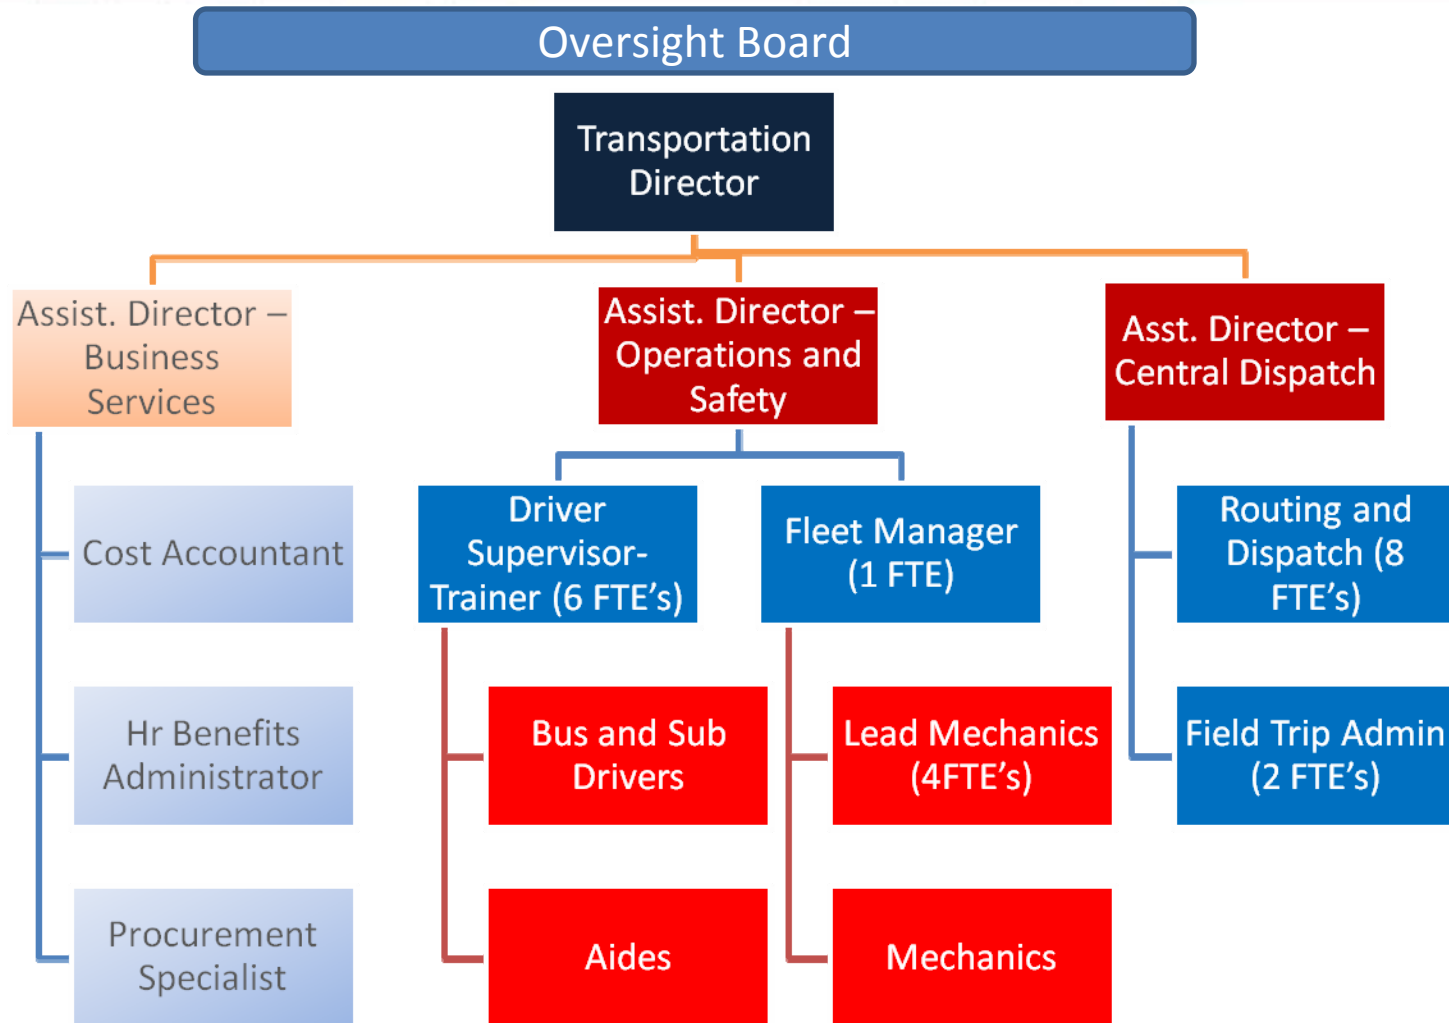 Oversight Board
Transportation
Director
Assist. Director –
Business
Services
Assist. Director –
Operations and
Safety
Asst. Director –
Central Dispatch
Cost Accountant
Driver
Supervisor-
Trainer (6 FTE’s)
Fleet Manager
(1 FTE)
Routing and
Dispatch (8
FTE’s)
Hr Benefits
Administrator
Bus and Sub
Drivers
Lead Mechanics
(4FTE’s)
Field Trip Admin
(2 FTE’s)
Procurement
Specialist
Aides
Mechanics